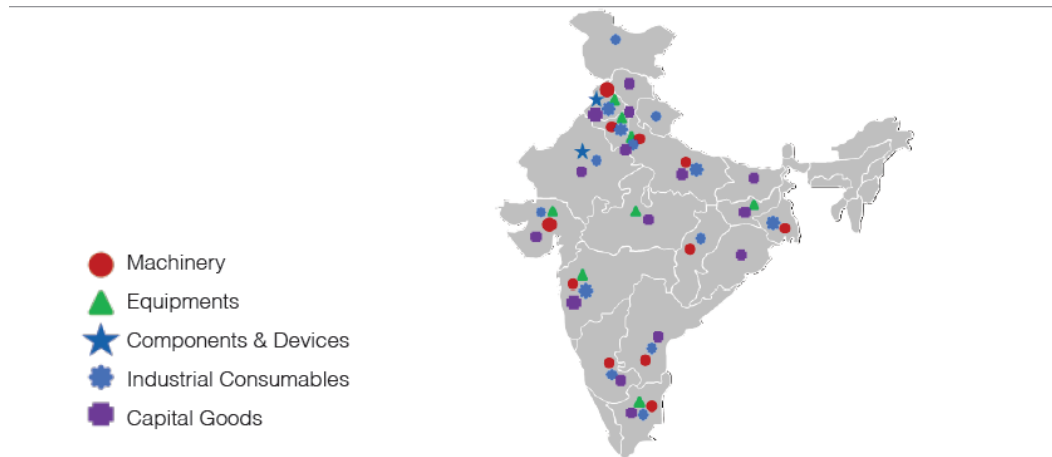 Machinery
Equipments
Components & Devices
Industrial Consumables
Capital Goods